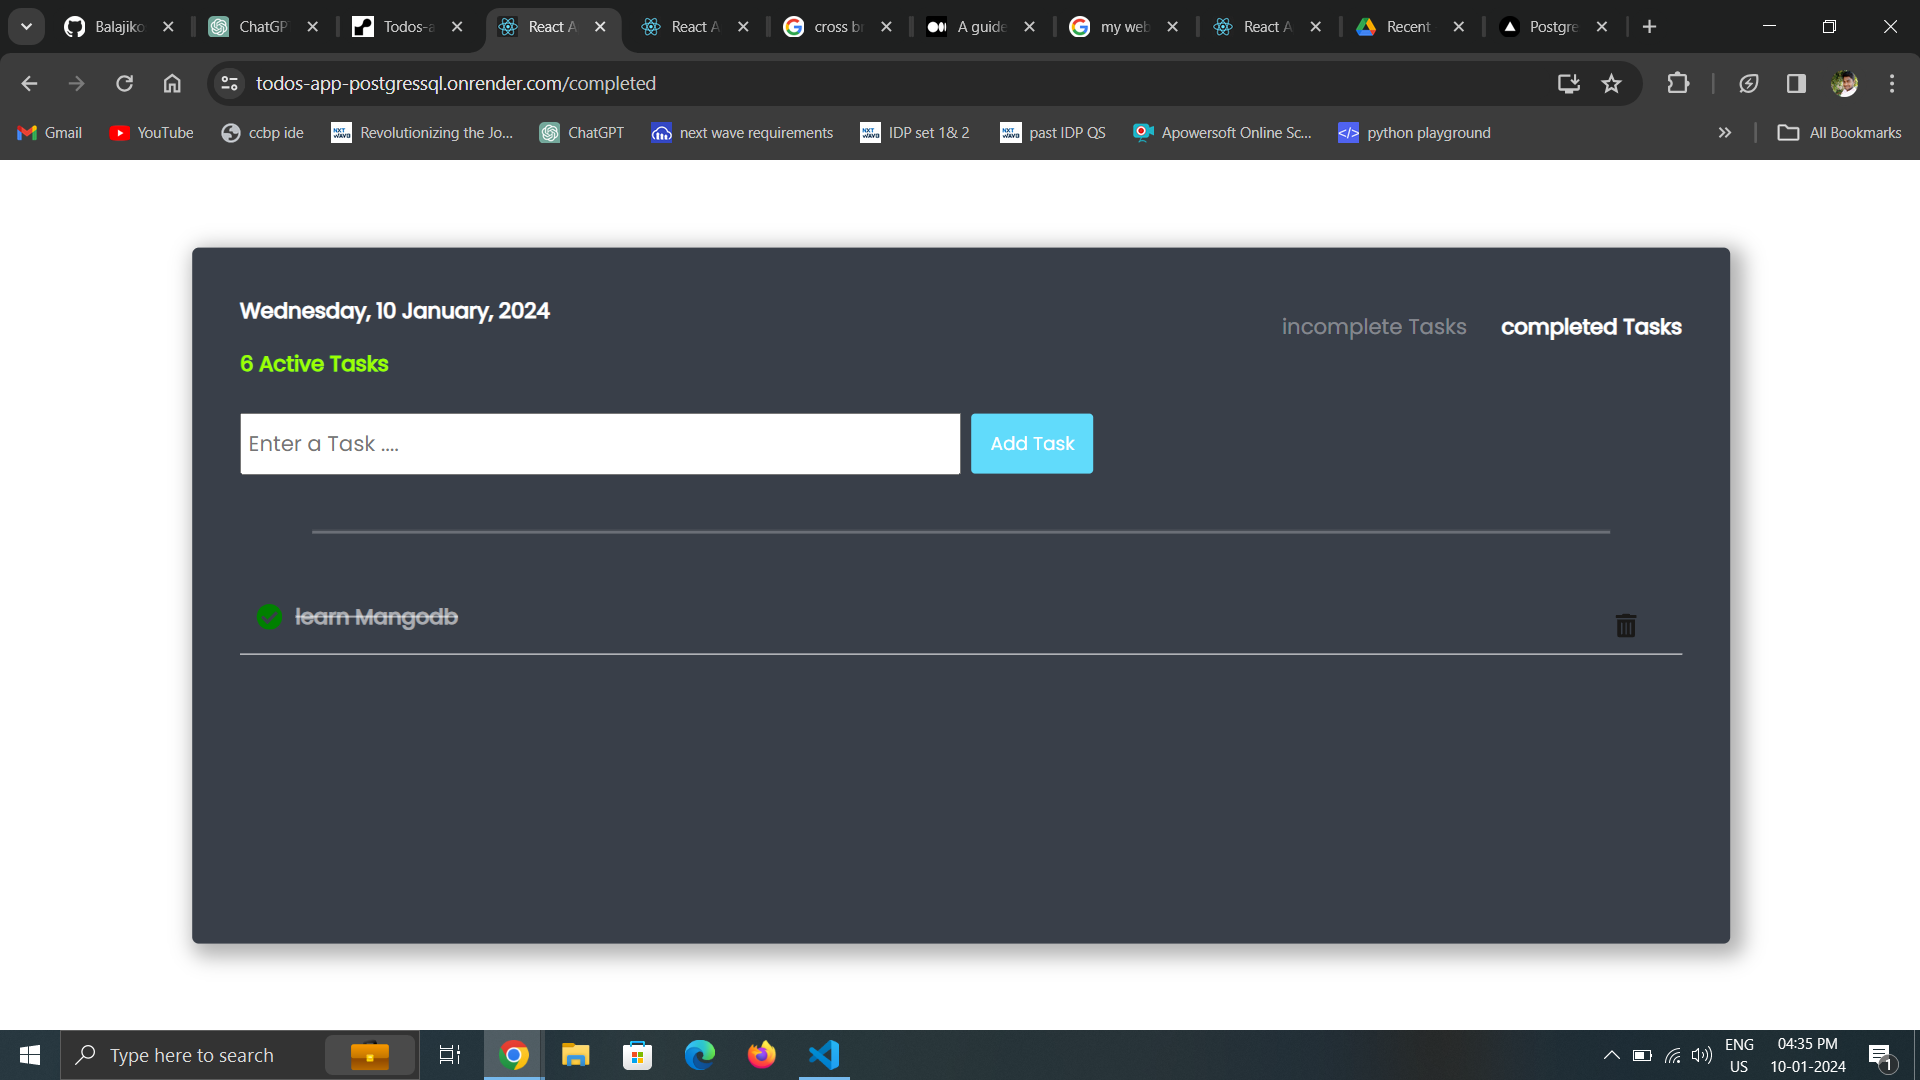 Balajiko
ChatGP
Todos-a
React A
React A
cross br
A guide
my web
React A
Recent
Postgre
todos-app-postgressql.onrender.com/completed
Gmail
YouTube
ccbp ide
Revolutionizing the Jo...
ChatGPT
next wave requirements
IDP set 1& 2
past IDP QS
Apowersoft Online Sc...
</> python playground
All Bookmarks
Wednesday, 10 January, 2024
incomplete Tasks
completed Tasks
6 Active Tasks
Enter a Task ....
Add Task
learn Mangodb
Type here to search
ENG
US
04:35 PM
10-01-2024
1